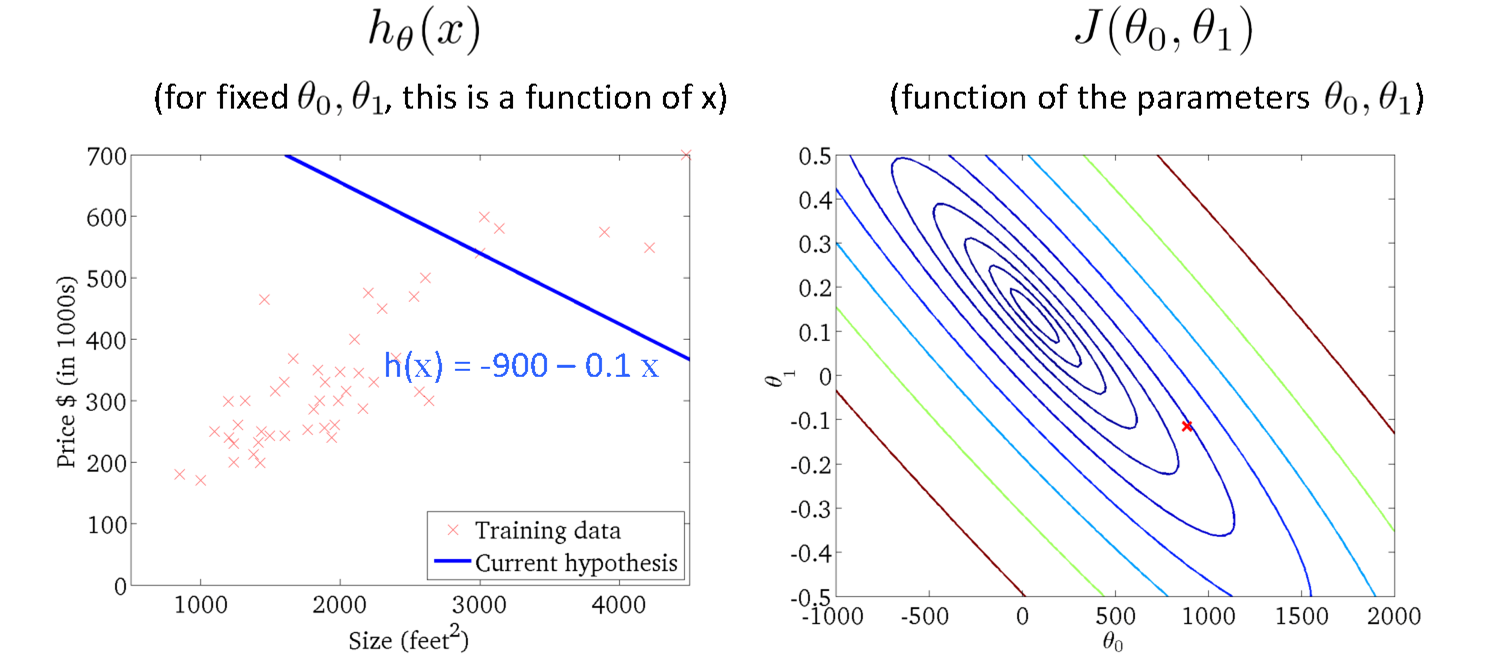 hθ(x)
(for fixed θ₀, θ₁, this is a function of x)
700
600
500
400
300
200
100
0
Price $ (in 1000s)
h(x) = -900 – 0.1 x
Training data
Current hypothesis
1000 2000 3000 4000
Size (feet²)
J(θ₀, θ₁)
(function of the parameters θ₀, θ₁)
0.5
0.4
0.3
0.2
0.1
0
-0.1
-0.2
-0.3
-0.4
-0.5
θ₁
-1000 -500 0 500 1000 1500 2000
θ₀